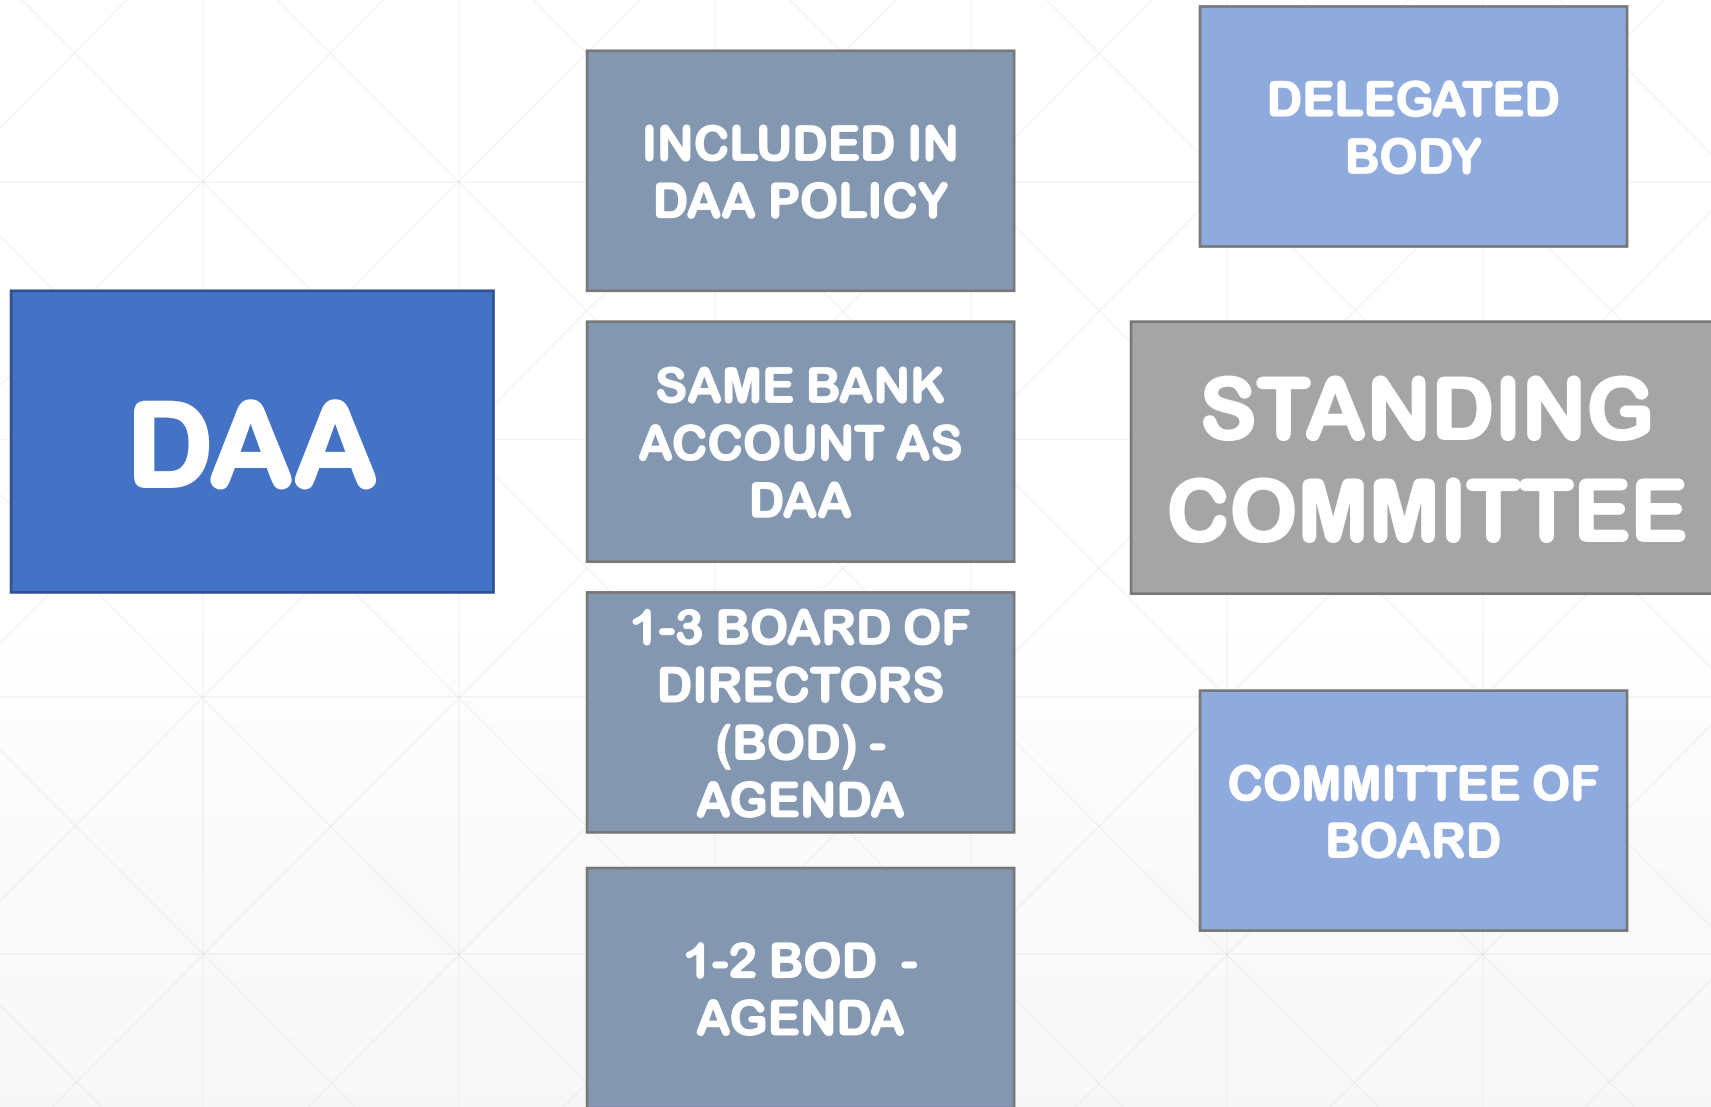 DAA
INCLUDED IN
DAA POLICY
SAME BANK
ACCOUNT AS
DAA
1-3 BOARD OF
DIRECTORS
(BOD) -
AGENDA
1-2 BOD  -
AGENDA
DELEGATED
BODY
STANDING
COMMITTEE
COMMITTEE OF
BOARD